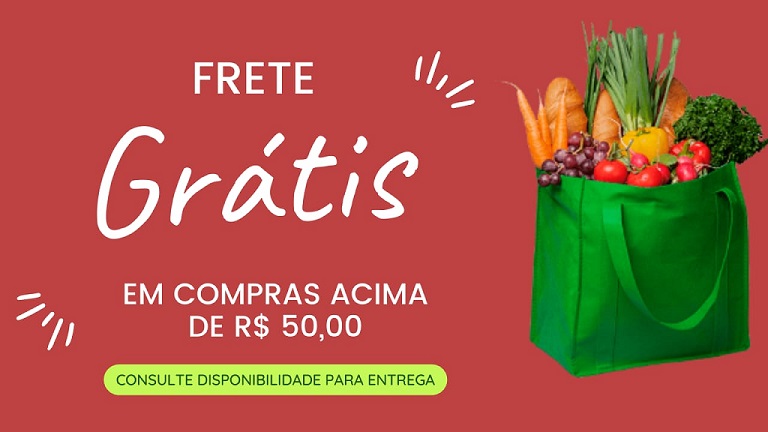 FRETE
Grátis
EM COMPRAS ACIMA
DE R$ 50,00
CONSULTE DISPONIBILIDADE PARA ENTREGA